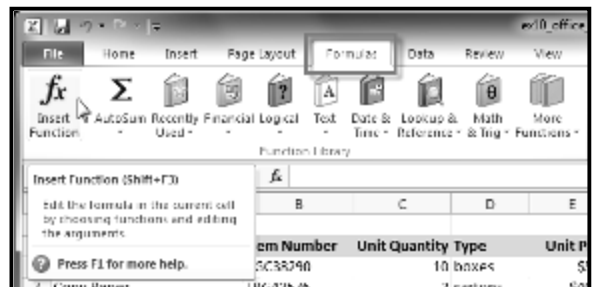 ex10_office_
File Home Insert Page Layout Formulas Data Review View
fx Σ A ?
Insert Function AutoSum Recently Used Financial Logical Text Date & Time Lookup & Reference Math & Trig More Functions
Function Library
Insert Function (Shift+F3)
fx
Edit the formula in the current cell
by choosing functions and editing
the arguments.
B C D E
Press F1 for more help.
em Number Unit Quantity Type Unit P
SC38290 10 boxes